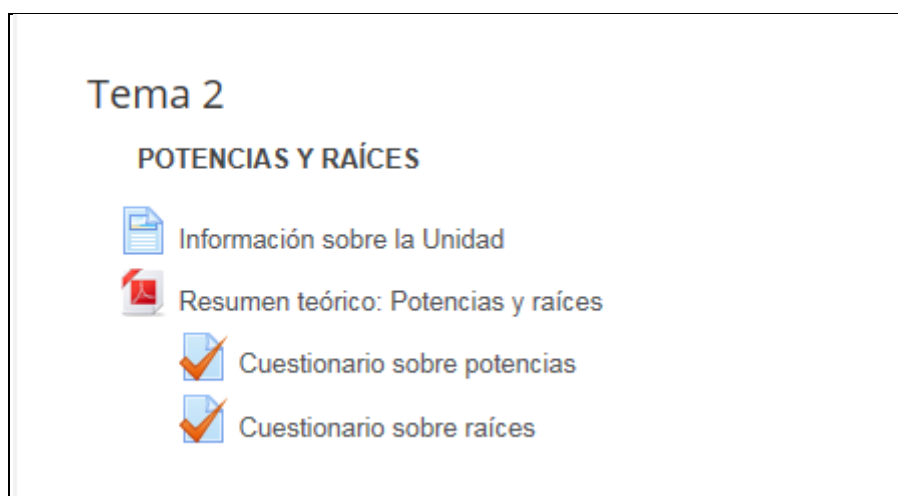 Tema 2
POTENCIAS Y RAÍCES
Información sobre la Unidad
Resumen teórico: Potencias y raíces
Cuestionario sobre potencias
Cuestionario sobre raíces